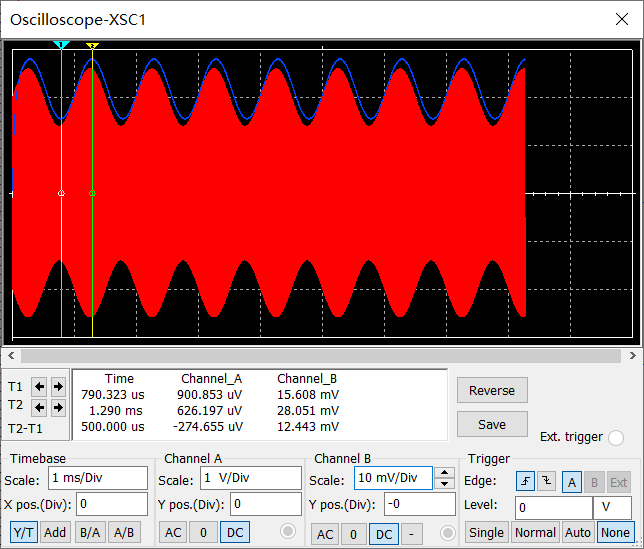 Oscilloscope-XSC1
1 2
T1
T2
T2-T1
Time Channel_A Channel_B
790.323 us 900.853 uV 15.608 mV
1.290 ms 626.197 uV 28.051 mV
500.000 us -274.655 uV 12.443 mV
Reverse
Save
Ext. trigger
Timebase
Scale: 1 ms/Div
X pos.(Div): 0
Y/T Add B/A A/B
Channel A
Scale: 1 V/Div
Y pos.(Div): 0
AC 0 DC
Channel B
Scale: 10 mV/Div
Y pos.(Div): -0
AC 0 DC -
Trigger
Edge: A B Ext
Level: 0 V
Single Normal Auto None